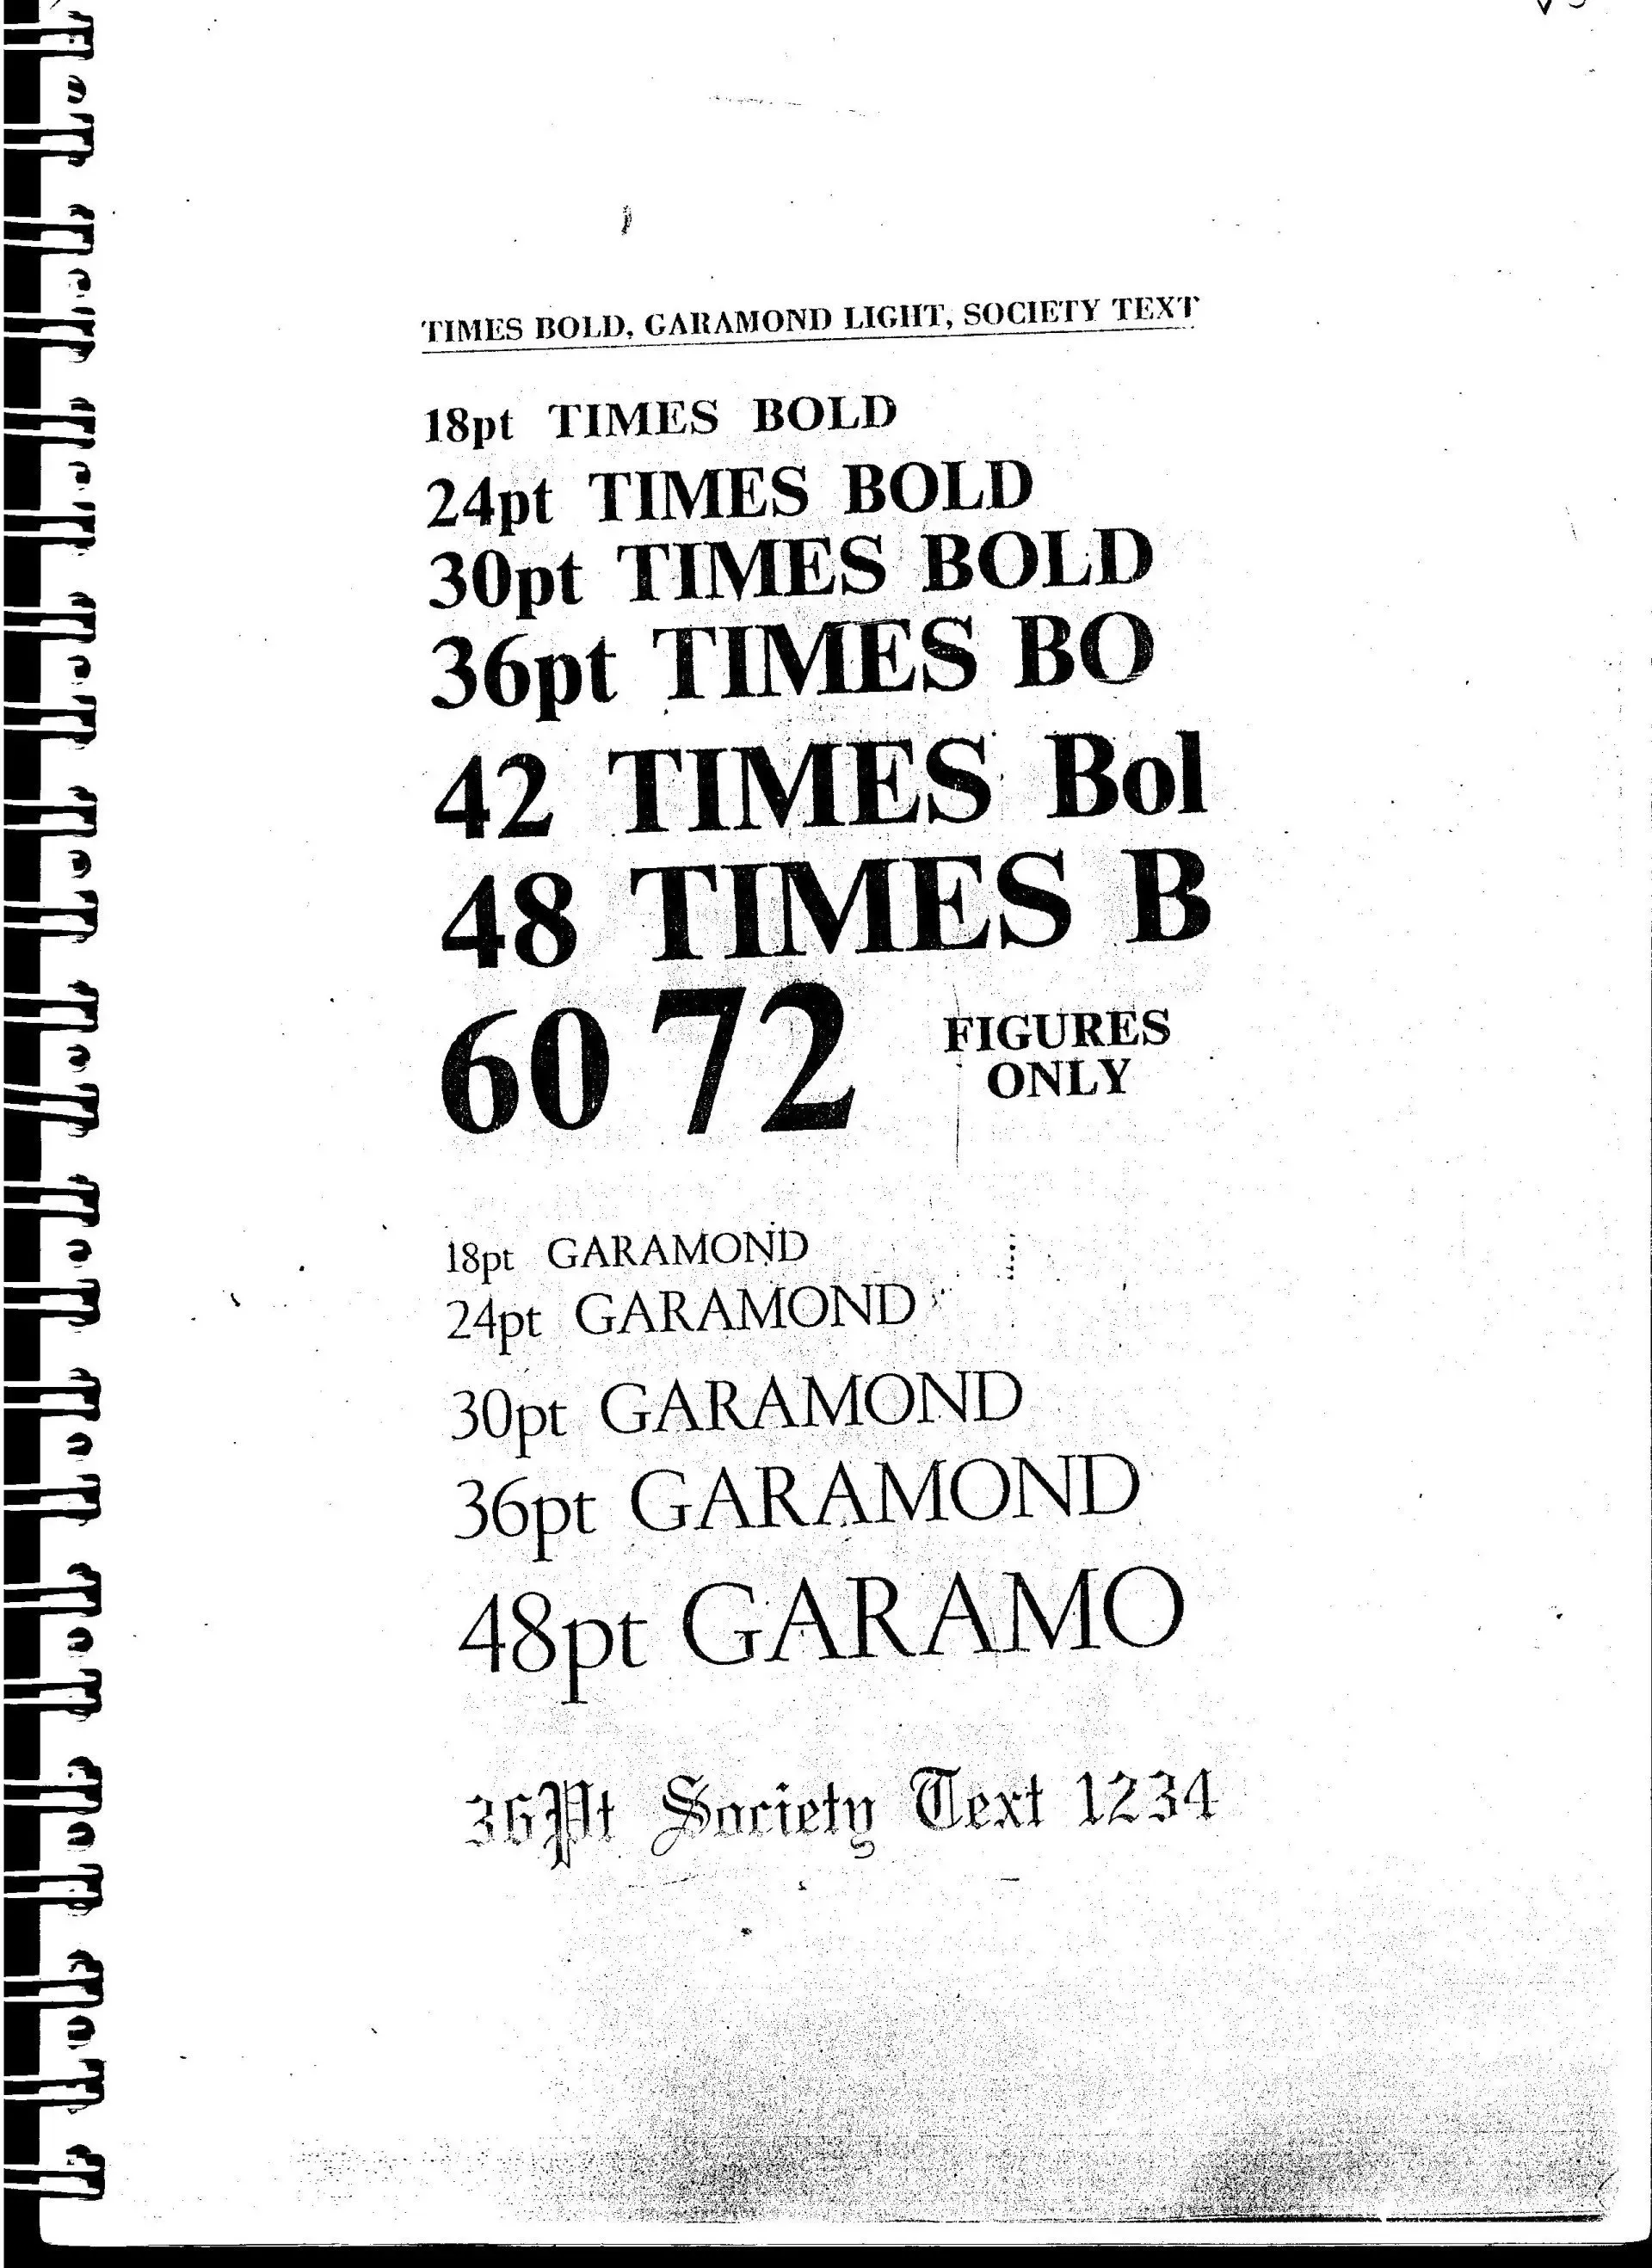 TIMES BOLD, GARAMOND LIGHT, SOCIETY TEXT
18pt TIMES BOLD
24pt TIMES BOLD
30pt TIMES BOLD
36pt TIMES BO
42 TIMES Bol
48 TIMES B
60 72 FIGURES
ONLY
18pt GARAMOND
24pt GARAMOND
30pt GARAMOND
36pt GARAMOND
48pt GARAMO
36Pt Society Text 1234